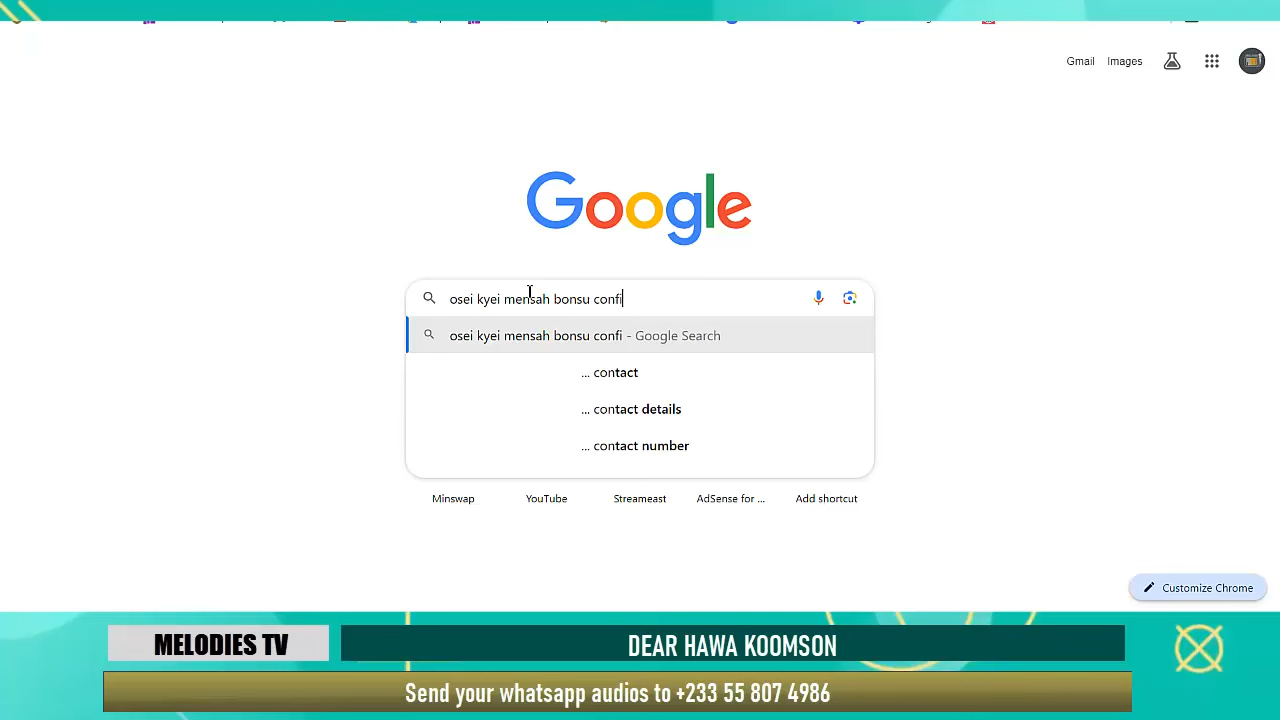 Gmail Images
Google
osei kyei mensah bonsu confi
osei kyei mensah bonsu confi - Google Search
... contact
... contact details
... contact number
Minswap YouTube Streameast AdSense for ... Add shortcut
Customize Chrome
MELODIES TV
DEAR HAWA KOOMSON
Send your whatsapp audios to +233 55 807 4986